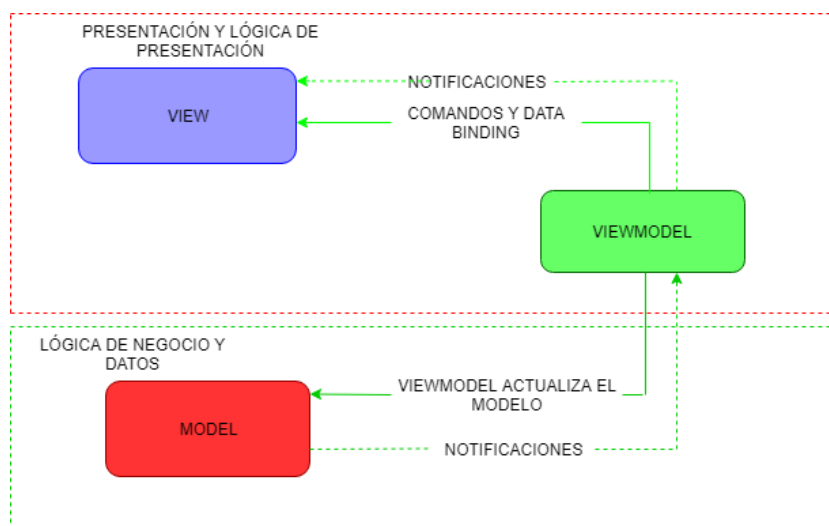 PRESENTACIÓN Y LÓGICA DE
PRESENTACIÓN
NOTIFICACIONES
VIEW
COMANDOS Y DATA
BINDING
VIEWMODEL
LÓGICA DE NEGOCIO Y
DATOS
VIEWMODEL ACTUALIZA EL
MODELO
MODEL
NOTIFICACIONES